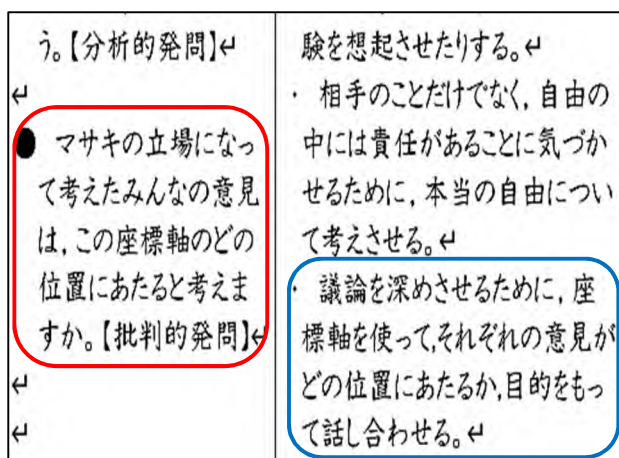 う。【分析的発問】↵
↵
● マサキの立場になっ
て考えたみんなの意見
は，この座標軸のどの
位置にあたると考えま
すか。【批判的発問】↵
↵
↵
験を想起させたりする。↵
・ 相手のことだけでなく，自由の
中には責任があることに気づか
せるために，本当の自由につい
て考えさせる。↵
・ 議論を深めさせるために，座
標軸を使って，それぞれの意見が
どの位置にあたるか，目的をもっ
て話し合わせる。↵